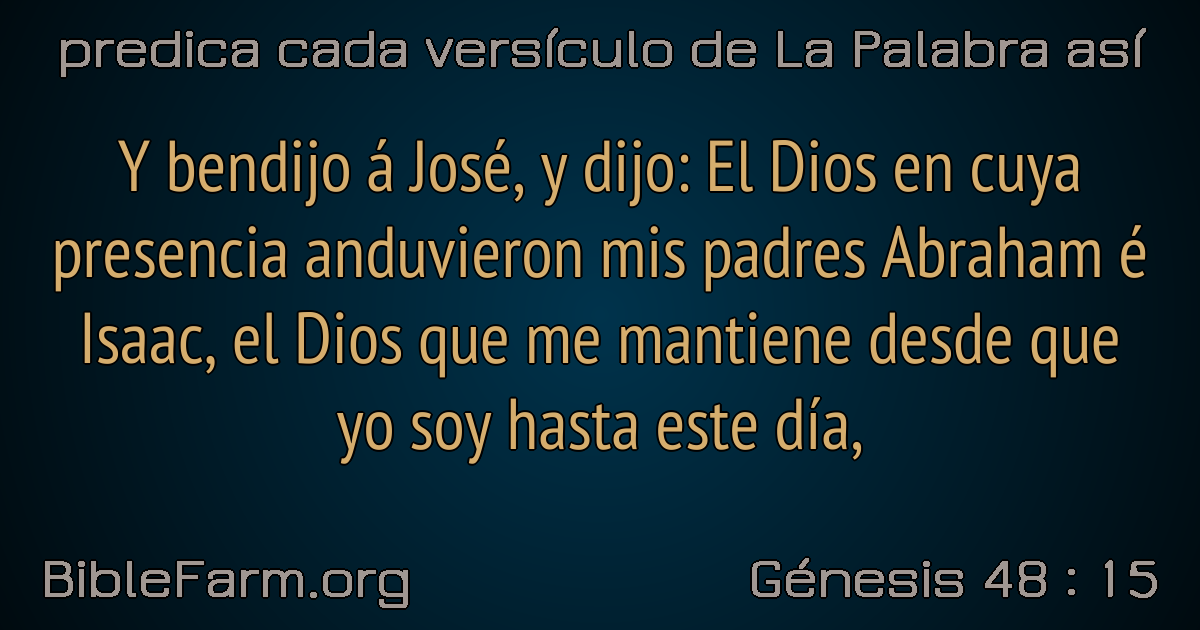 predica cada versículo de La Palabra así
Y bendijo á José, y dijo: El Dios en cuya
presencia anduvieron mis padres Abraham é
Isaac, el Dios que me mantiene desde que
yo soy hasta este día,
BibleFarm.org
Génesis 48 : 15